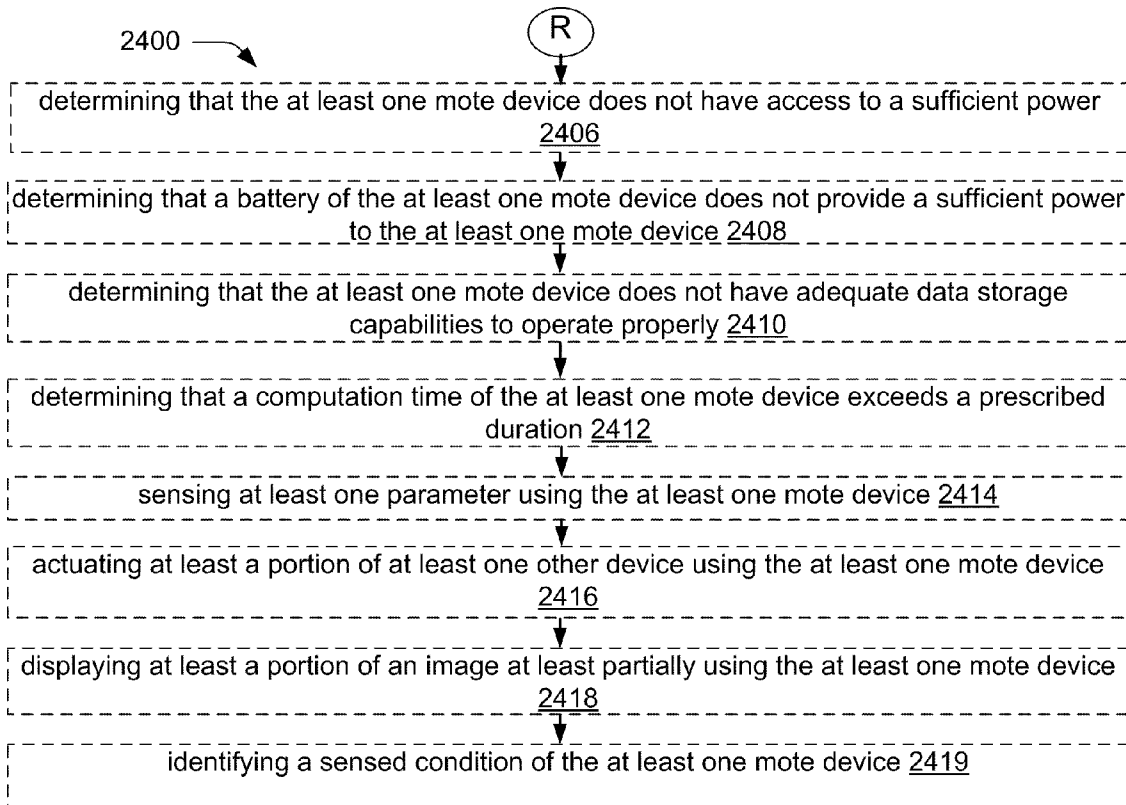 R
2400
determining that the at least one mote device does not have access to a sufficient power
2406
determining that a battery of the at least one mote device does not provide a sufficient power
to the at least one mote device 2408
determining that the at least one mote device does not have adequate data storage
capabilities to operate properly 2410
determining that a computation time of the at least one mote device exceeds a prescribed
duration 2412
sensing at least one parameter using the at least one mote device 2414
actuating at least a portion of at least one other device using the at least one mote device
2416
displaying at least a portion of an image at least partially using the at least one mote device
2418
identifying a sensed condition of the at least one mote device 2419